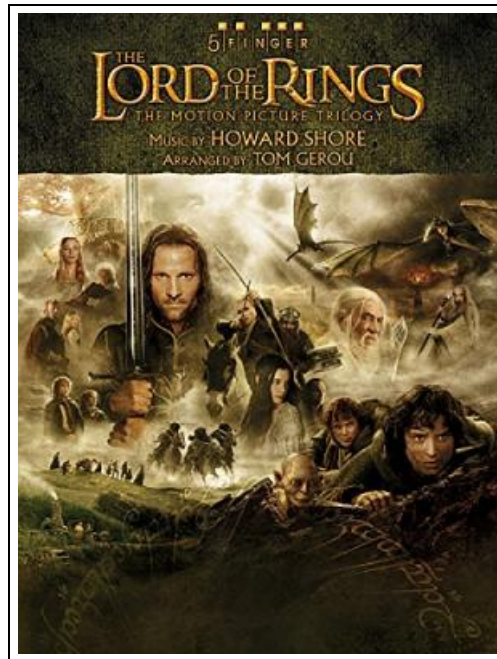 5 FINGER
THE
LORD OF THE RINGS
THE MOTION PICTURE TRILOGY
MUSIC BY HOWARD SHORE
ARRANGED BY TOM GEROU